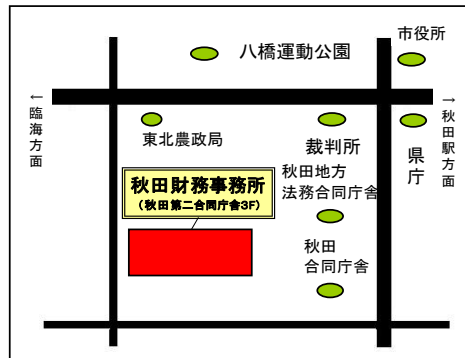 市役所
八橋運動公園
←臨海方面
→秋田駅方面
東北農政局
裁判所
県庁
秋田地方
法務合同庁舎
秋田財務事務所
(秋田第二合同庁舎3F)
秋田
合同庁舎